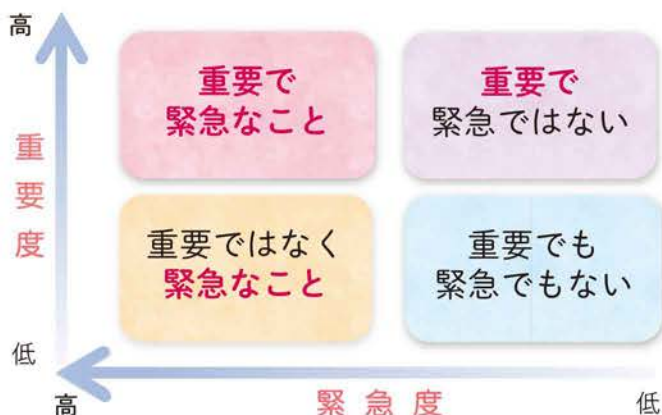 高
重要度
低
重要で
緊急なこと
重要で
緊急ではない
重要ではなく
緊急なこと
重要でも
緊急でもない
高
緊急度
低